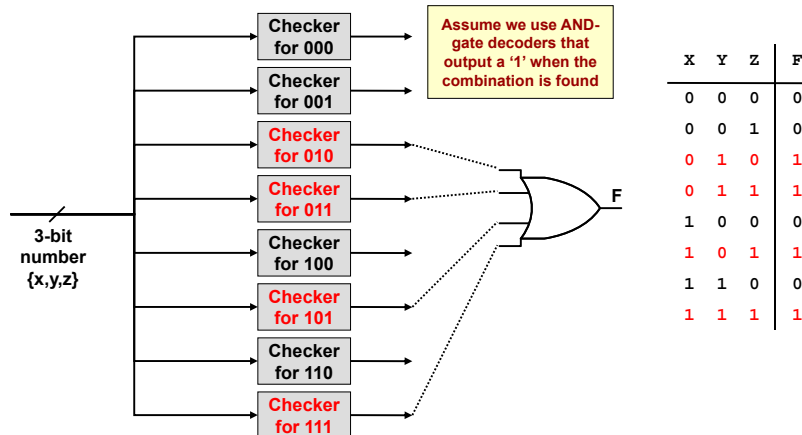 Checker
for 000
Checker
for 001
Checker
for 010
Checker
for 011
Checker
for 100
Checker
for 101
Checker
for 110
Checker
for 111
3-bit
number
{x,y,z}
Assume we use AND-
gate decoders that
output a ‘1’ when the
combination is found
F
X Y Z F
0 0 0 0
0 0 1 0
0 1 0 1
0 1 1 1
1 0 0 0
1 0 1 1
1 1 0 0
1 1 1 1